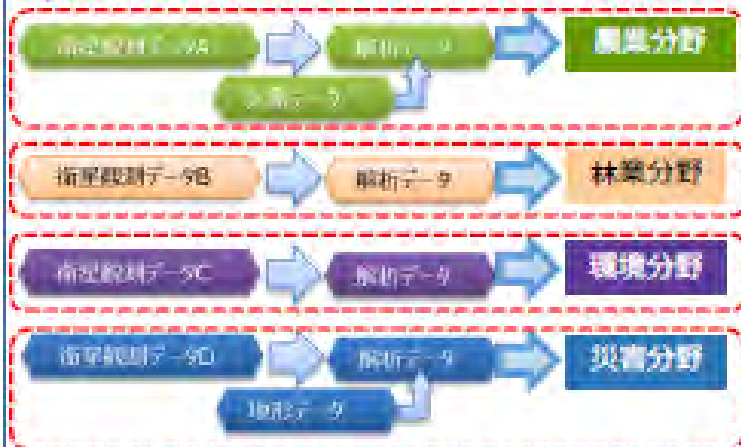 衛星観測データA
解析データ
農業分野
データ
衛星観測データB
解析データ
林業分野
衛星観測データC
解析データ
環境分野
衛星観測データD
解析データ
災害分野
地形データ